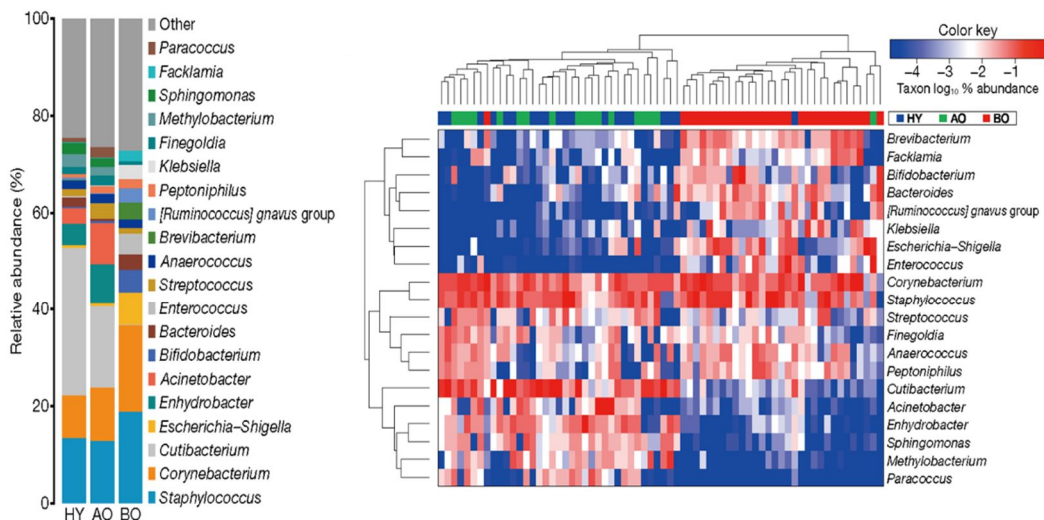 Relative abundance (%)
100
80
60
40
20
0
HY AO BO
Other
Paracoccus
Facklamia
Sphingomonas
Methylobacterium
Finegoldia
Klebsiella
Peptoniphilus
[Ruminococcus] gnavus group
Brevibacterium
Anaerococcus
Streptococcus
Enterococcus
Bacteroides
Bifidobacterium
Acinetobacter
Enhydrobacter
Escherichia–Shigella
Cutibacterium
Corynebacterium
Staphylococcus
Color key
–4 –3 –2 –1
Taxon log10 % abundance
HY AO BO
Brevibacterium
Facklamia
Bifidobacterium
Bacteroides
[Ruminococcus] gnavus group
Klebsiella
Escherichia–Shigella
Enterococcus
Corynebacterium
Staphylococcus
Streptococcus
Finegoldia
Anaerococcus
Peptoniphilus
Cutibacterium
Acinetobacter
Enhydrobacter
Sphingomonas
Methylobacterium
Paracoccus